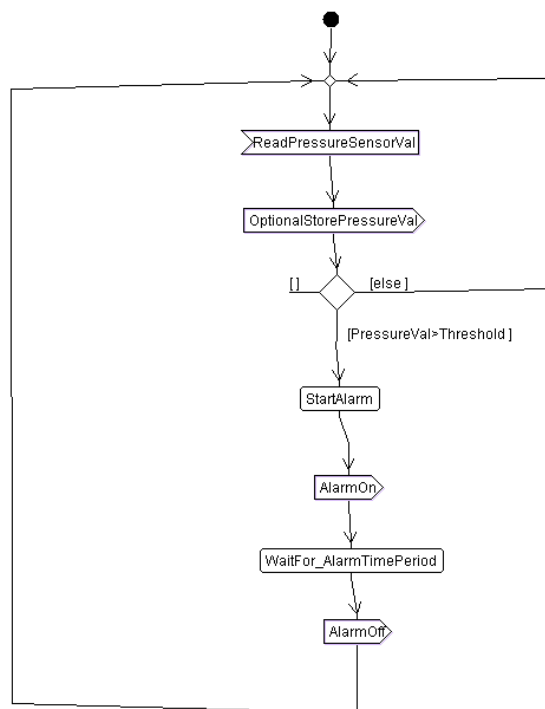 ReadPressureSensorVal
OptionalStorePressureVal
[ ] [else ]
[PressureVal>Threshold ]
StartAlarm
AlarmOn
WaitFor_AlarmTimePeriod
AlarmOff